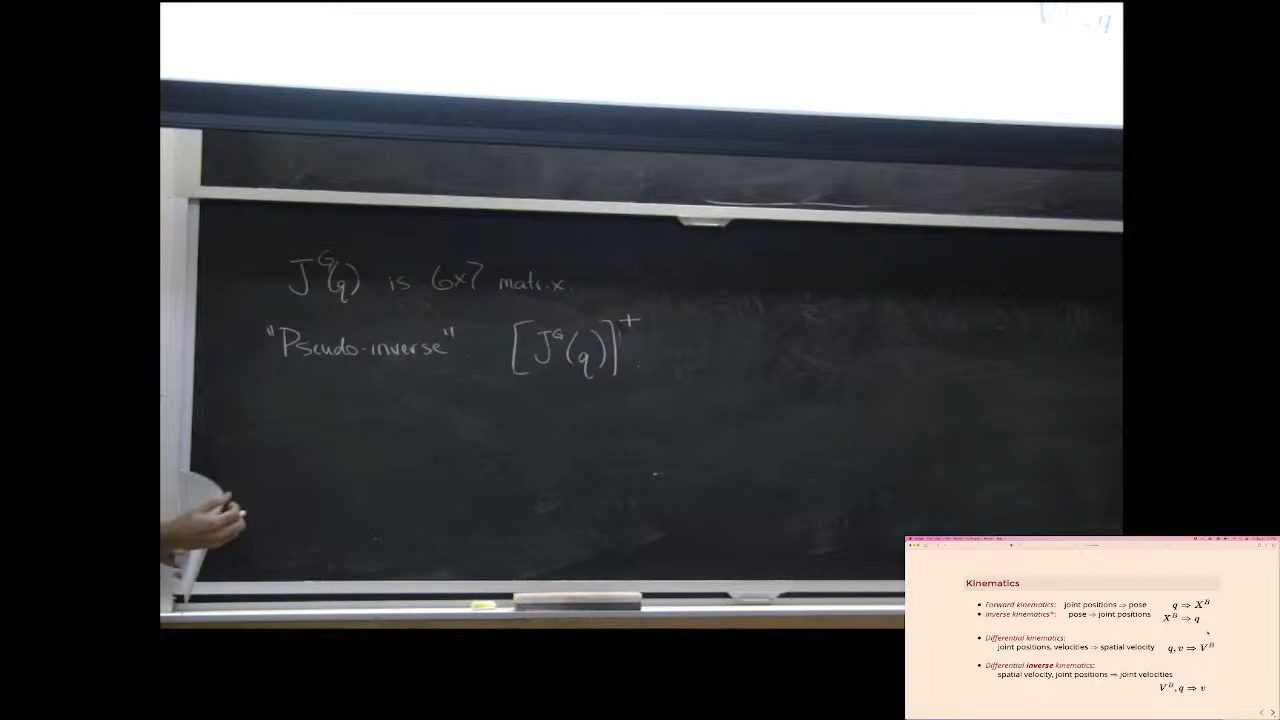 J^G(q) is 6x7 matrix.
"Pseudo-inverse" [J^G(q)]^+
Kinematics
• Forward kinematics: joint positions ⇒ pose q ⇒ X^B
• Inverse kinematics*: pose ⇒ joint positions X^B ⇒ q
• Differential kinematics:
joint positions, velocities ⇒ spatial velocity q, v ⇒ V^B
• Differential inverse kinematics:
spatial velocity, joint positions ⇒ joint velocities
V^B, q ⇒ v